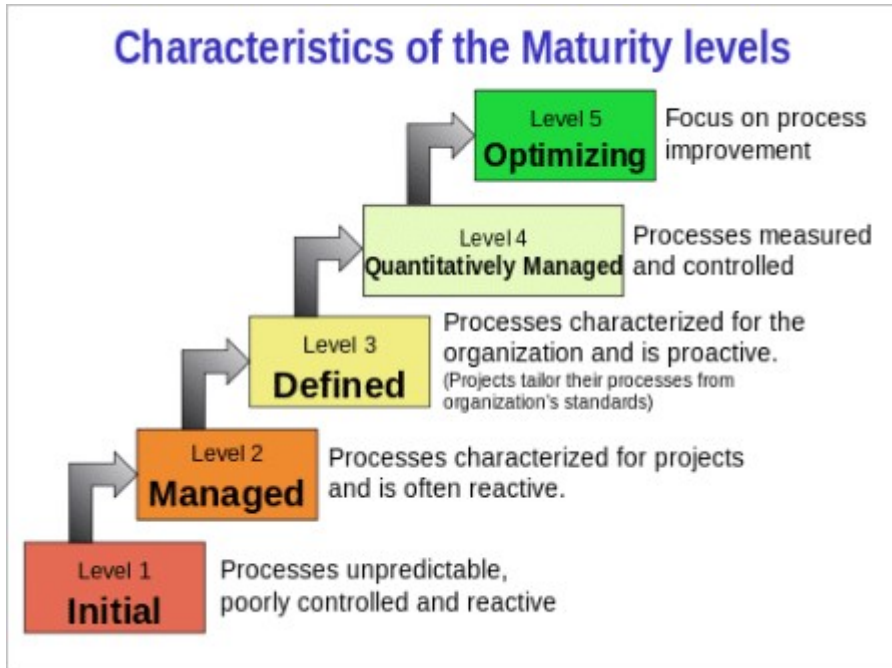 Characteristics of the Maturity levels
Level 5
Optimizing
Focus on process
improvement
Level 4
Quantitatively Managed
Processes measured
and controlled
Level 3
Defined
Processes characterized for the
organization and is proactive.
(Projects tailor their processes from
organization's standards)
Level 2
Managed
Processes characterized for projects
and is often reactive.
Level 1
Initial
Processes unpredictable,
poorly controlled and reactive